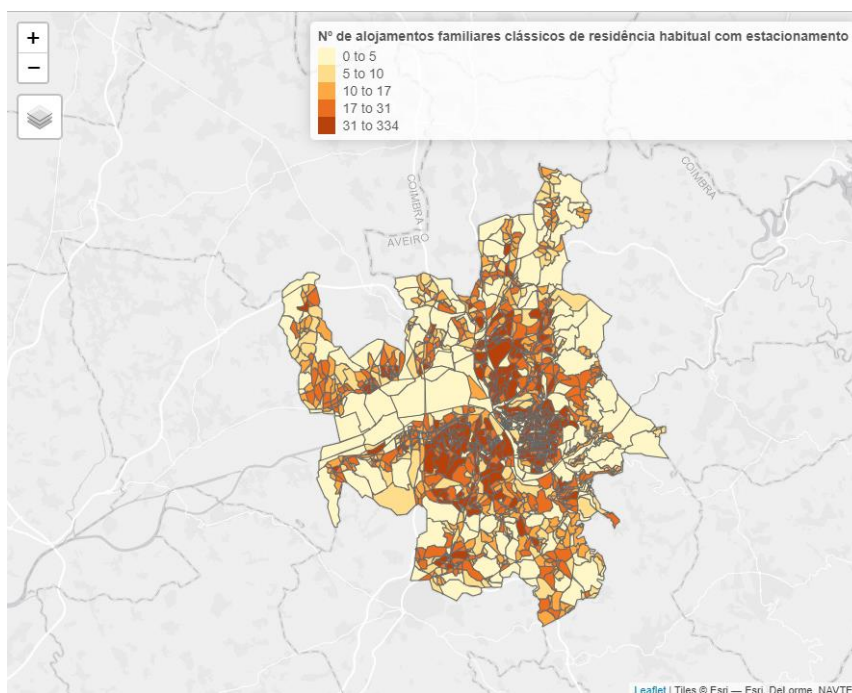 +
−
Nº de alojamentos familiares clássicos de residência habitual com estacionamento
0 to 5
5 to 10
10 to 17
17 to 31
31 to 334
COIMBRA
COIMBRA
AVEIRO
Leaflet | Tiles © Esri — Esri, DeLorme, NAVTE